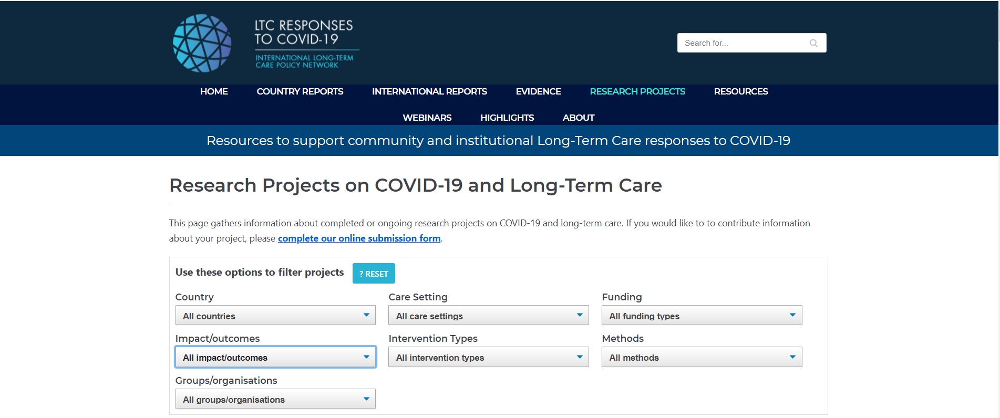 LTC RESPONSES
TO COVID-19
INTERNATIONAL LONG-TERM
CARE POLICY NETWORK
Search for...
HOME COUNTRY REPORTS INTERNATIONAL REPORTS EVIDENCE RESEARCH PROJECTS RESOURCES
WEBINARS HIGHLIGHTS ABOUT
Resources to support community and institutional Long-Term Care responses to COVID-19
Research Projects on COVID-19 and Long-Term Care
This page gathers information about completed or ongoing research projects on COVID-19 and long-term care. If you would like to to contribute information
about your project, please complete our online submission form.
Use these options to filter projects ? RESET
Country Care Setting Funding
All countries All care settings All funding types
Impact/outcomes Intervention Types Methods
All impact/outcomes All intervention types All methods
Groups/organisations
All groups/organisations